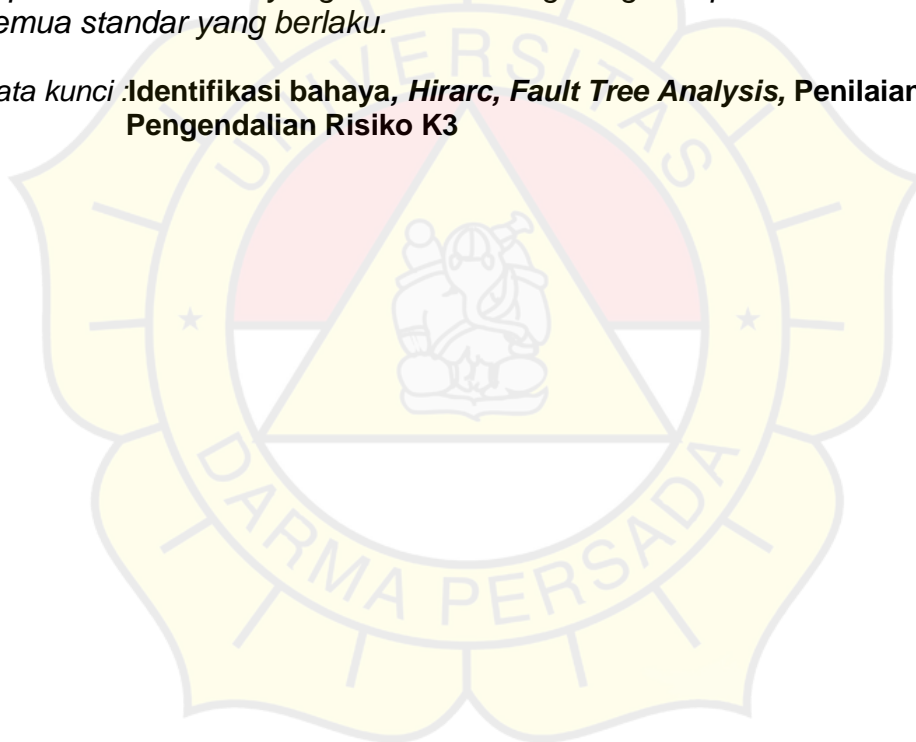 semua standar yang berlaku.
Kata kunci :Identifikasi bahaya, Hirarc, Fault Tree Analysis, Penilaian
Pengendalian Risiko K3
UNIVERSITAS
DARMA PERSADA